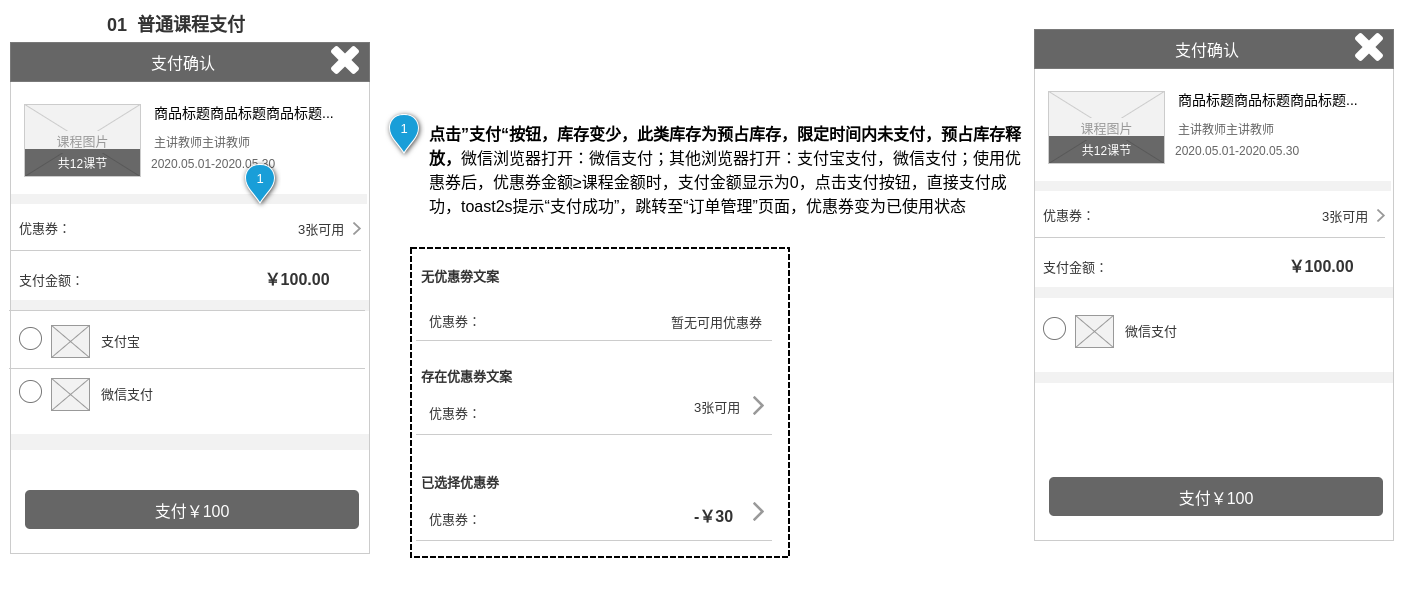 01  普通课程支付
支付确认
商品标题商品标题商品标题...
课程图片
主讲教师主讲教师
共12课节
2020.05.01-2020.05.30
1
优惠券：
3张可用
支付金额：
￥100.00
支付宝
微信支付
支付￥100
1
点击”支付“按钮，库存变少，此类库存为预占库存，限定时间内未支付，预占库存释
放，微信浏览器打开：微信支付；其他浏览器打开：支付宝支付，微信支付；使用优
惠券后，优惠券金额≥课程金额时，支付金额显示为0，点击支付按钮，直接支付成
功，toast2s提示“支付成功”，跳转至“订单管理”页面，优惠券变为已使用状态
无优惠券文案
优惠券：
暂无可用优惠券
存在优惠券文案
优惠券：
3张可用
已选择优惠券
优惠券：
-￥30
支付确认
商品标题商品标题商品标题...
课程图片
主讲教师主讲教师
共12课节
2020.05.01-2020.05.30
优惠券：
3张可用
支付金额：
￥100.00
微信支付
支付￥100